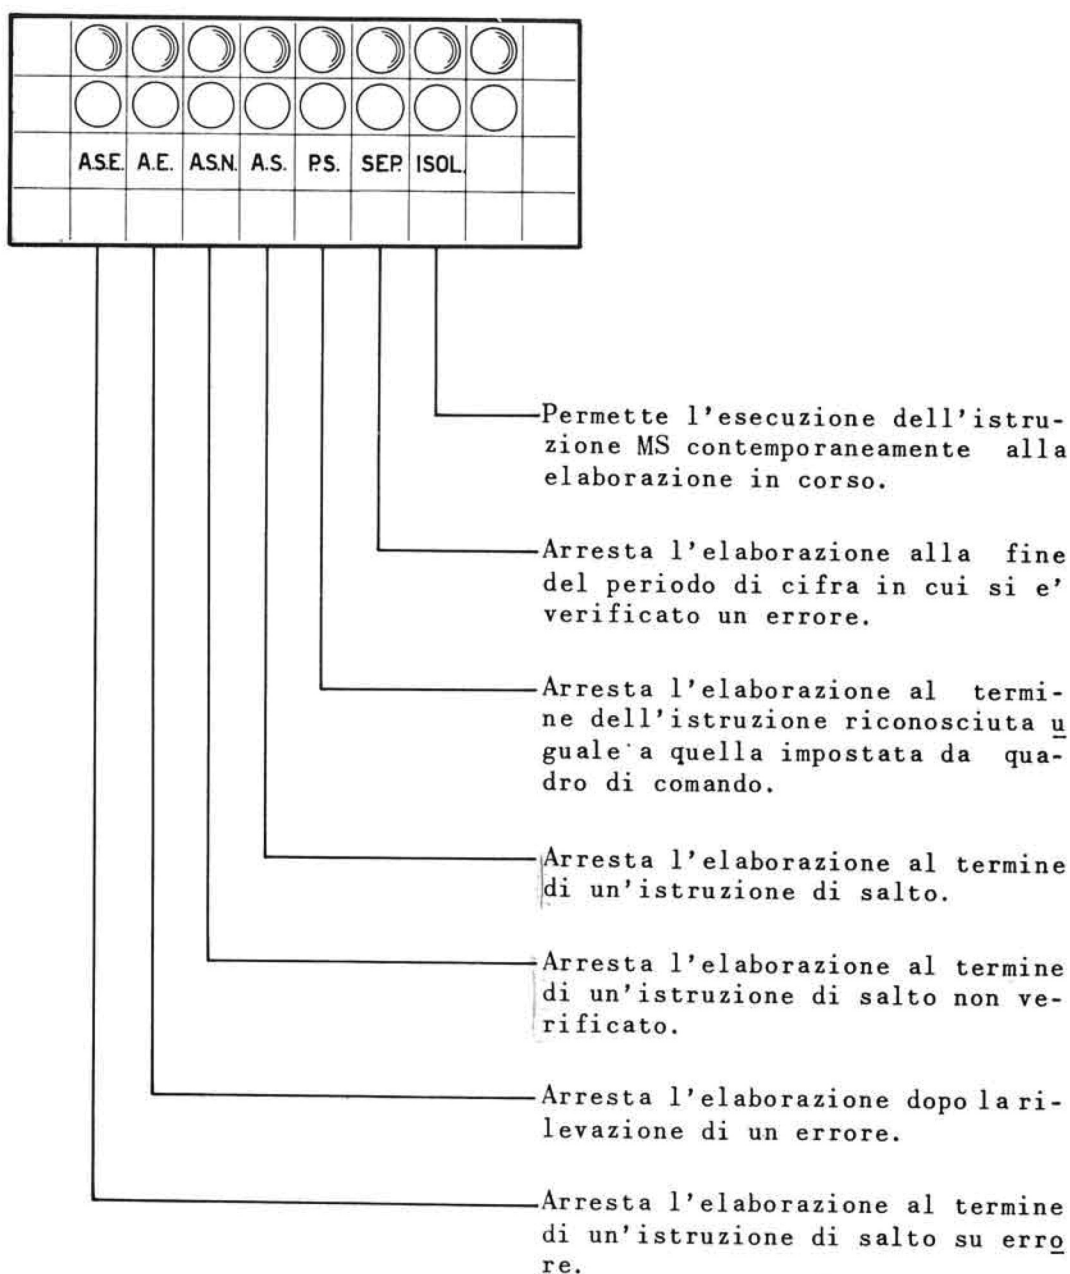 A.S.E. A.E. A.S.N. A.S. P.S. SEP. ISOL.
Permette l'esecuzione dell'istru-
zione MS contemporaneamente alla
elaborazione in corso.
Arresta l'elaborazione alla fine
del periodo di cifra in cui si e'
verificato un errore.
Arresta l'elaborazione al termi-
ne dell'istruzione riconosciuta u
guale a quella impostata da qua-
dro di comando.
Arresta l'elaborazione al termine
di un'istruzione di salto.
Arresta l'elaborazione al termine
di un'istruzione di salto non ve-
rificato.
Arresta l'elaborazione dopo la ri-
levazione di un errore.
Arresta l'elaborazione al termine
di un'istruzione di salto su erro
re.